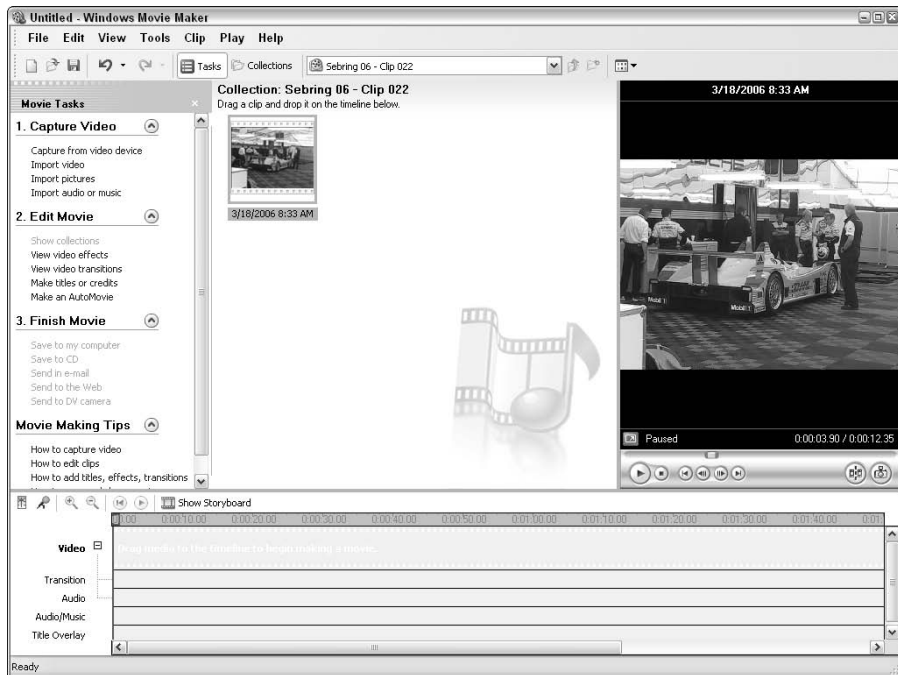 Untitled - Windows Movie Maker
File Edit View Tools Clip Play Help
Tasks Collections Sebring 06 - Clip 022
Movie Tasks
1. Capture Video
Capture from video device
Import video
Import pictures
Import audio or music
2. Edit Movie
Show collections
View video effects
View video transitions
Make titles or credits
Make an AutoMovie
3. Finish Movie
Save to my computer
Save to CD
Send in e-mail
Send to the Web
Send to DV camera
Movie Making Tips
How to capture video
How to edit clips
How to add titles, effects, transitions
Collection: Sebring 06 - Clip 022
Drag a clip and drop it on the timeline below.
3/18/2006 8:33 AM
3/18/2006 8:33 AM
Mobil 1
Mobil 1
Paused 0:00:03.90 / 0:00:12.35
Show Storyboard
0:00:10.00 0:00:20.00 0:00:30.00 0:00:40.00 0:00:50.00 0:01:00.00 0:01:10.00 0:01:20.00 0:01:30.00 0:01:40.00
Video Drag media to the timeline to begin making a movie.
Transition
Audio
Audio/Music
Title Overlay
Ready